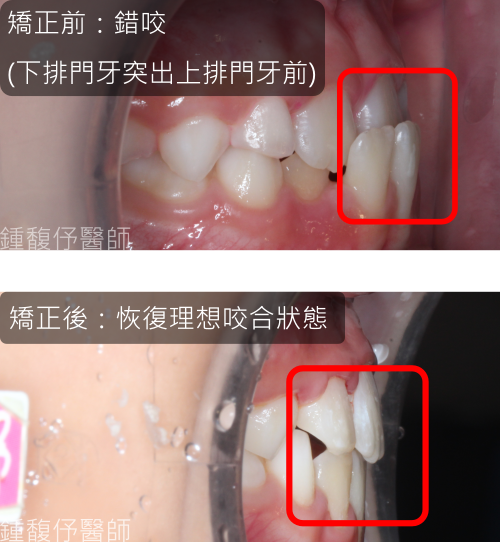 矯正前：錯咬
(下排門牙突出上排門牙前)
鍾馥伃醫師
矯正後：恢復理想咬合狀態
鍾馥伃醫師